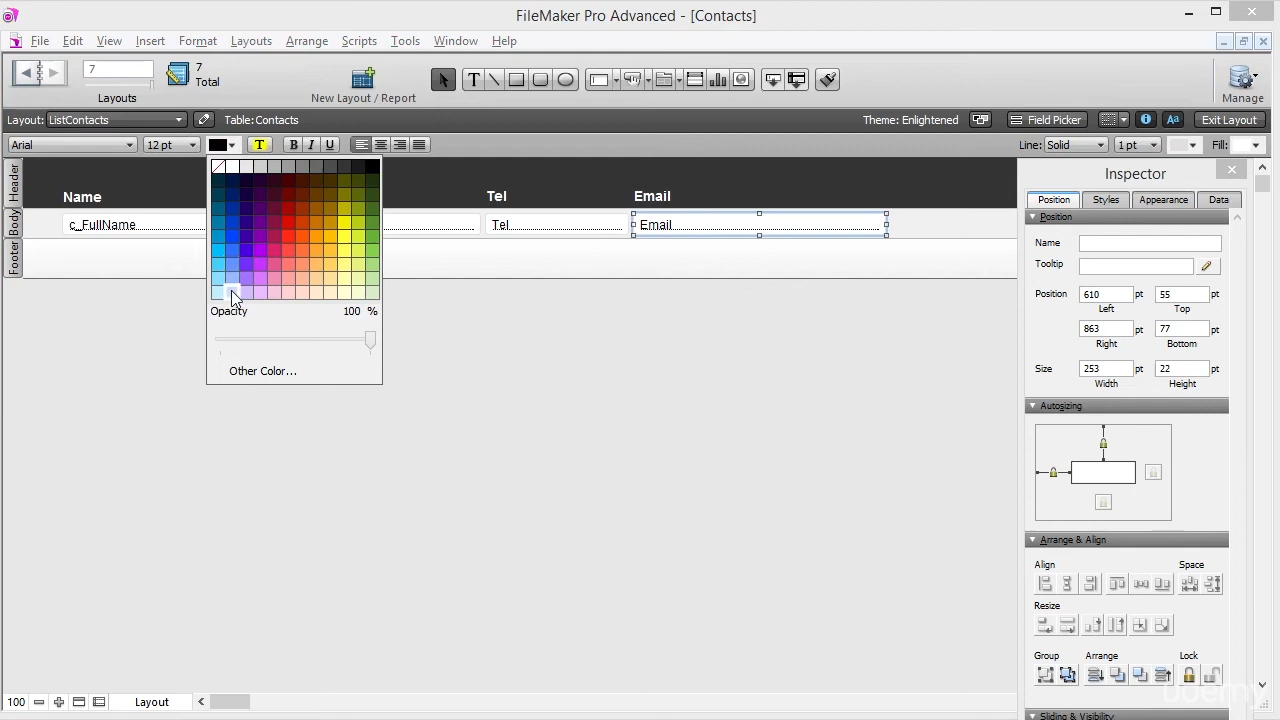 FileMaker Pro Advanced - [Contacts]
File Edit View Insert Format Layouts Arrange Scripts Tools Window Help
7
7
Total
Layouts
New Layout / Report
T
Manage
Layout: ListContacts
Table: Contacts
Theme: Enlightened
Field Picker
Aa
Exit Layout
Arial
12 pt
T
B I U
Line: Solid
1 pt
Fill:
Header
Body
Footer
Name
Tel
Email
c_FullName
Tel
Email
Opacity
100 %
Other Color...
Inspector
Position Styles Appearance Data
Position
Name
Tooltip
Position
610 pt
55 pt
Left
Top
863 pt
77 pt
Right
Bottom
Size
253 pt
22 pt
Width
Height
Autosizing
Arrange & Align
Align
Space
Resize
Group
Arrange
Lock
Sliding & Visibility
100
Layout
udemy